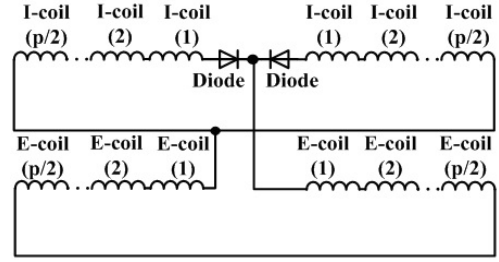 I-coil I-coil I-coil I-coil I-coil I-coil
(p/2) (2) (1) (1) (2) (p/2)
Diode Diode
E-coil E-coil E-coil E-coil E-coil E-coil
(p/2) (2) (1) (1) (2) (p/2)